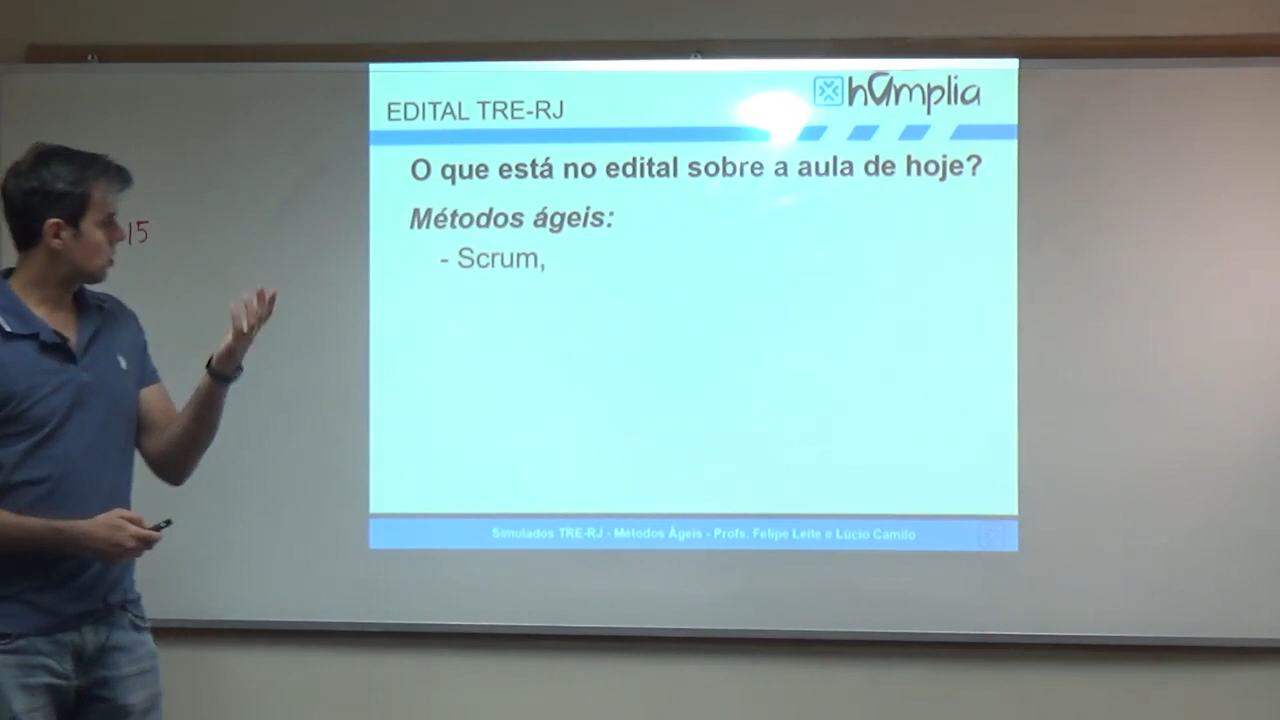 hamplia
EDITAL TRE-RJ
O que está no edital sobre a aula de hoje?
Métodos ágeis:
- Scrum,
15
Simulados TRE-RJ - Métodos Ágeis - Profs. Felipe Leite e Lúcio Camilo